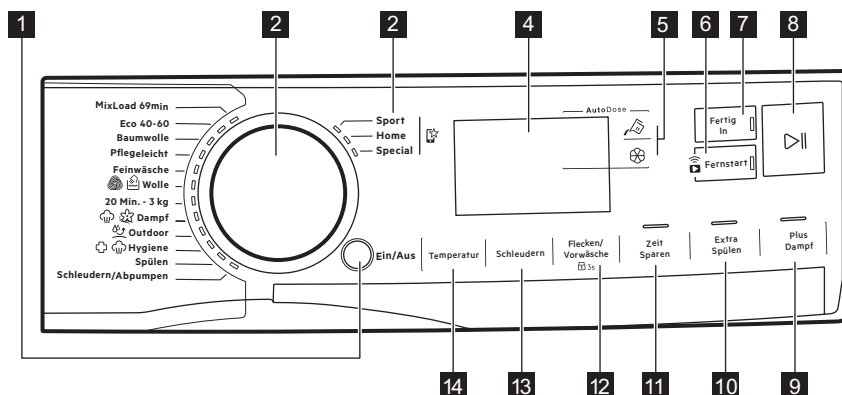 1
2
2
4
5
6
7
8
MixLoad 69min
Eco 40-60
Baumwolle
Pflegeleicht
Feinwäsche
Wolle
20 Min. - 3 kg
Dampf
Outdoor
Hygiene
Spülen
Schleudern/Abpumpen
Sport
Home
Special
AutoDose
Fertig
In
Fernstart
Ein/Aus
Temperatur
Schleudern
Flecken/
Vorwäsche
3s
Zeit
Sparen
Extra
Spülen
Plus
Dampf
14
13
12
11
10
9